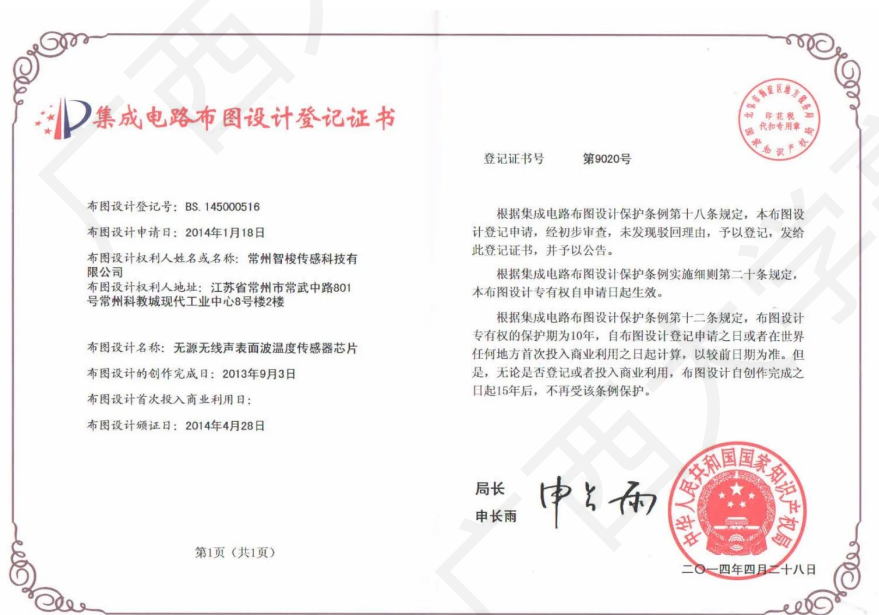 集成电路布图设计登记证书
布图设计登记号：BS.145000516
布图设计申请日：2014年1月18日
布图设计权利人姓名或名称：常州智梭传感科技有
限公司
布图设计权利人地址：江苏省常州市常武中路801
号常州科教城现代工业中心8号楼2楼
布图设计名称：无源无线声表面波温度传感器芯片
布图设计的创作完成日：2013年9月3日
布图设计首次投入商业利用日：
布图设计颁证日：2014年4月28日
第1页（共1页）
印花税
代扣专用章
国家知识产权局
登记证书号 第9020号
根据集成电路布图设计保护条例第十八条规定，本布图设
计登记申请，经初步审查，未发现驳回理由，予以登记，发给
此登记证书，并予以公告。
根据集成电路布图设计保护条例实施细则第二十条规定，
本布图设计专有权自申请日起生效。
根据集成电路布图设计保护条例第十二条规定，布图设计
专有权的保护期为10年，自布图设计登记申请之日或者在世界
任何地方首次投入商业利用之日起计算，以较前日期为准。但
是，无论是否登记或者投入商业利用，布图设计自创作完成之
日起15年后，不再受该条例保护。
局长
申长雨
申长雨
中华人民共和国国家知识产权局
二〇一四年四月二十八日
广西大学